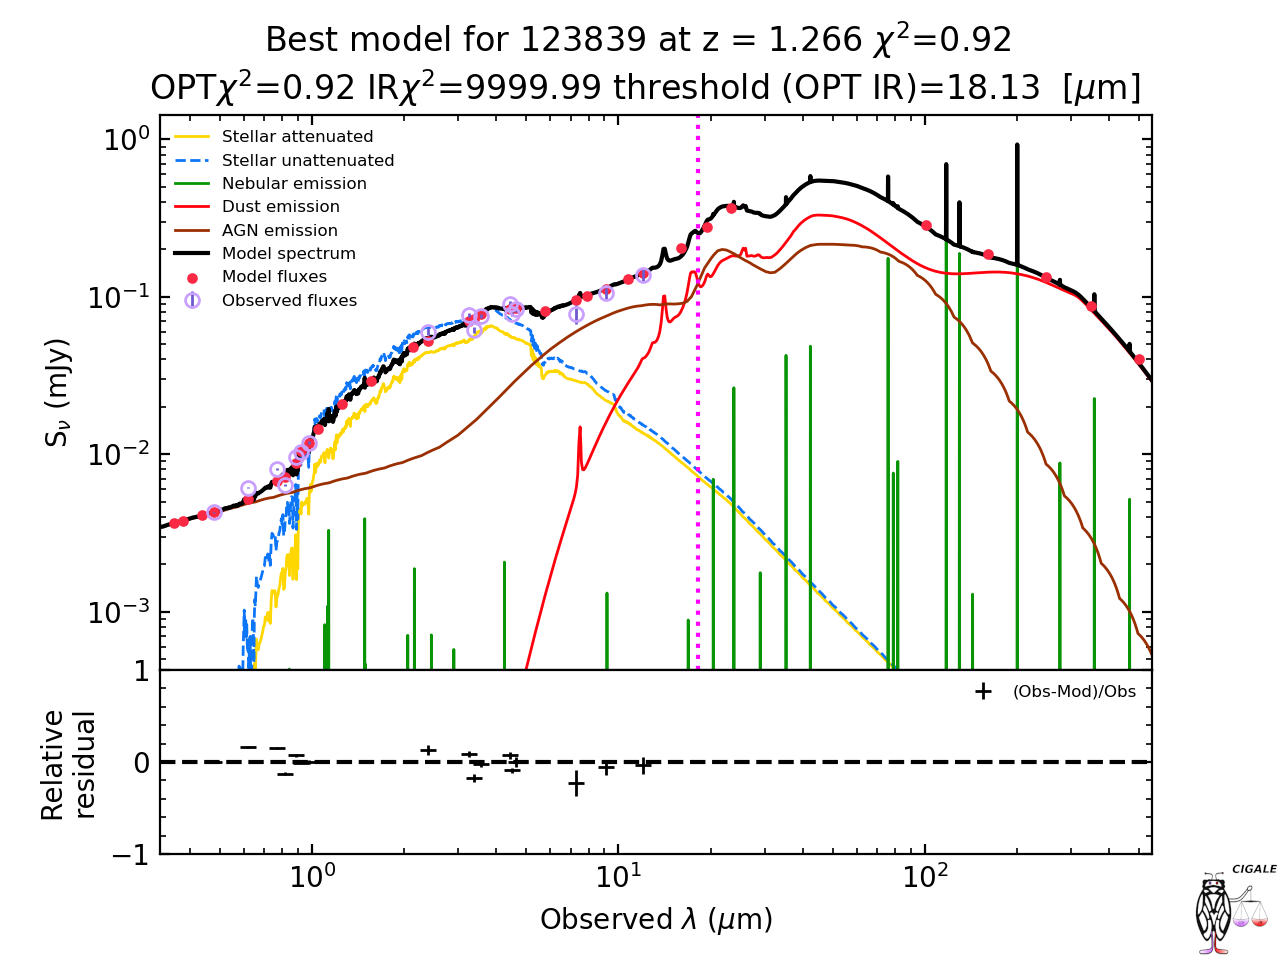 Best model for 123839 at z = 1.266 χ²=0.92
OPTχ²=0.92 IRχ²=9999.99 threshold (OPT IR)=18.13 [μm]
Stellar attenuated
Stellar unattenuated
Nebular emission
Dust emission
AGN emission
Model spectrum
Model fluxes
Observed fluxes
10⁰
10⁻¹
10⁻²
10⁻³
S_ν (mJy)
1
0
−1
Relative
residual
(Obs-Mod)/Obs
10⁰ 10¹ 10²
Observed λ (μm)
CIGALE